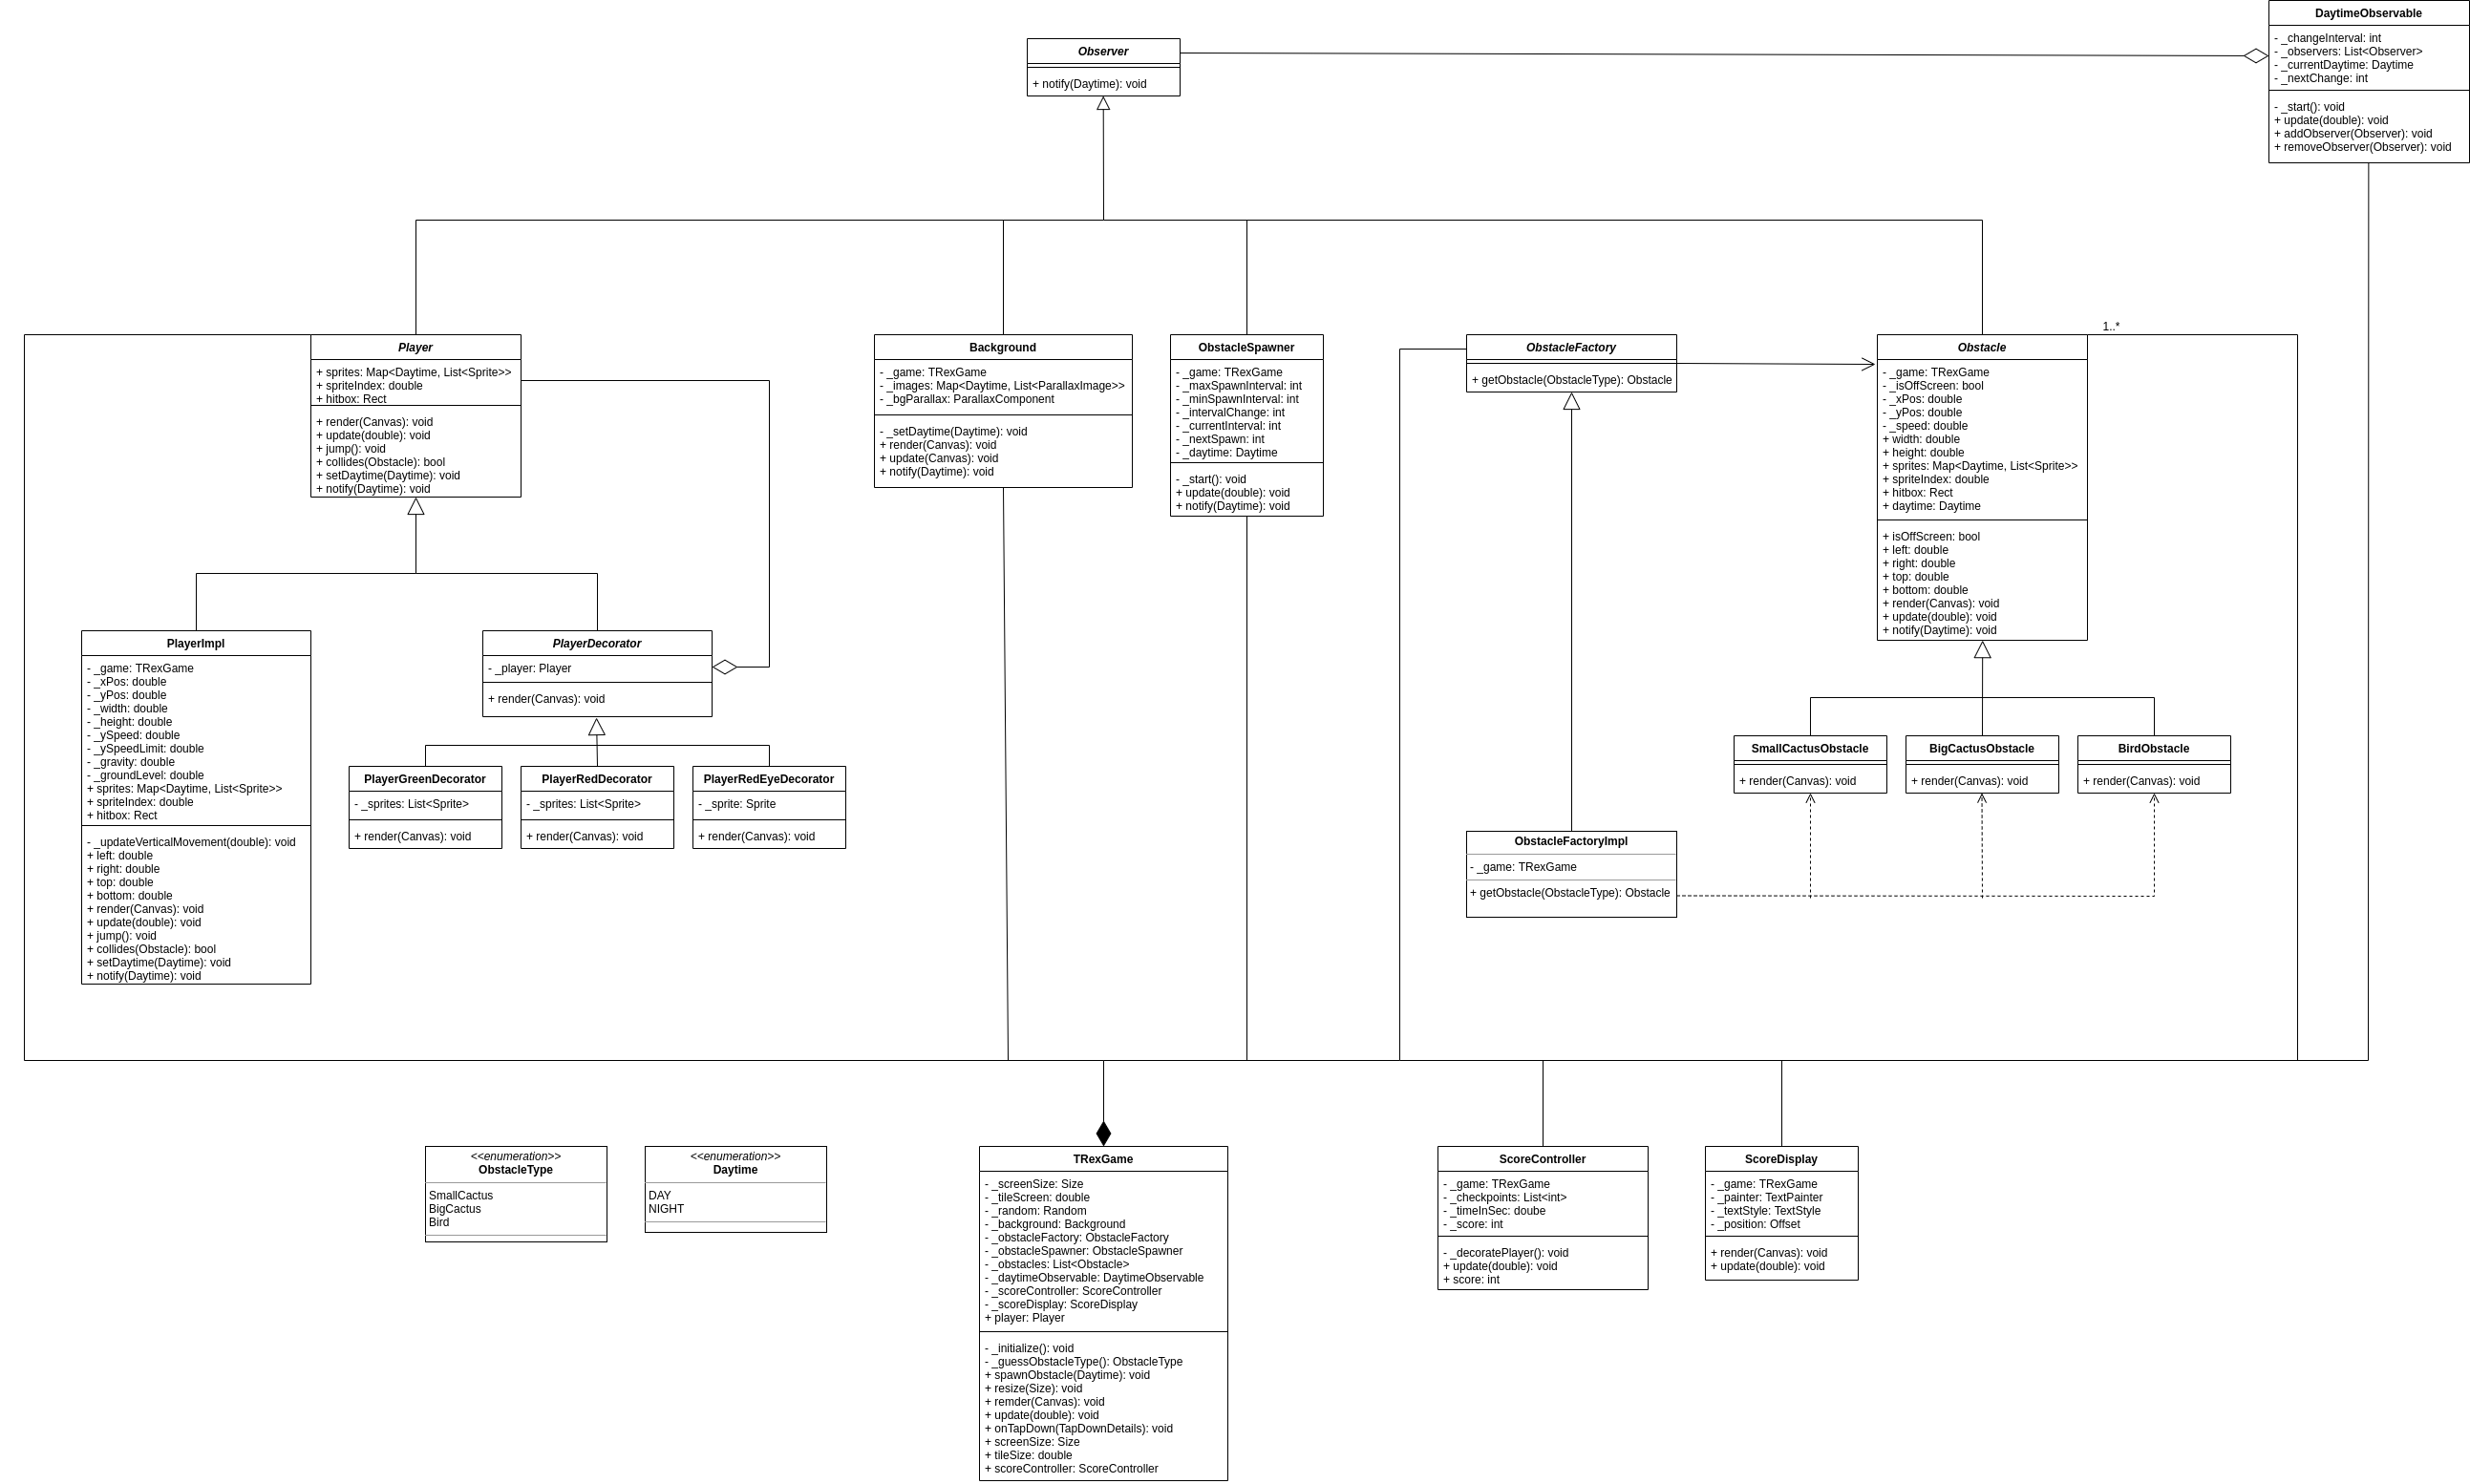 DaytimeObservable
- _changeInterval: int
- _observers: List<Observer>
- _currentDaytime: Daytime
- _nextChange: int
- _start(): void
+ update(double): void
+ addObserver(Observer): void
+ removeObserver(Observer): void
Observer
+ notify(Daytime): void
Player
+ sprites: Map<Daytime, List<Sprite>>
+ spriteIndex: double
+ hitbox: Rect
+ render(Canvas): void
+ update(double): void
+ jump(): void
+ collides(Obstacle): bool
+ setDaytime(Daytime): void
+ notify(Daytime): void
Background
- _game: TRexGame
- _images: Map<Daytime, List<ParallaxImage>>
- _bgParallax: ParallaxComponent
- _setDaytime(Daytime): void
+ render(Canvas): void
+ update(Canvas): void
+ notify(Daytime): void
ObstacleSpawner
- _game: TRexGame
- _maxSpawnInterval: int
- _minSpawnInterval: int
- _intervalChange: int
- _currentInterval: int
- _nextSpawn: int
- _daytime: Daytime
- _start(): void
+ update(double): void
+ notify(Daytime): void
ObstacleFactory
+ getObstacle(ObstacleType): Obstacle
1..*
Obstacle
- _game: TRexGame
- _isOffScreen: bool
- _xPos: double
- _yPos: double
- _speed: double
+ width: double
+ height: double
+ sprites: Map<Daytime, List<Sprite>>
+ spriteIndex: double
+ hitbox: Rect
+ daytime: Daytime
+ isOffScreen: bool
+ left: double
+ right: double
+ top: double
+ bottom: double
+ render(Canvas): void
+ update(double): void
+ notify(Daytime): void
PlayerImpl
- _game: TRexGame
- _xPos: double
- _yPos: double
- _width: double
- _height: double
- _ySpeed: double
- _ySpeedLimit: double
- _gravity: double
- _groundLevel: double
+ sprites: Map<Daytime, List<Sprite>>
+ spriteIndex: double
+ hitbox: Rect
- _updateVerticalMovement(double): void
+ left: double
+ right: double
+ top: double
+ bottom: double
+ render(Canvas): void
+ update(double): void
+ jump(): void
+ collides(Obstacle): bool
+ setDaytime(Daytime): void
+ notify(Daytime): void
PlayerDecorator
- _player: Player
+ render(Canvas): void
PlayerGreenDecorator
- _sprites: List<Sprite>
+ render(Canvas): void
PlayerRedDecorator
- _sprites: List<Sprite>
+ render(Canvas): void
PlayerRedEyeDecorator
- _sprite: Sprite
+ render(Canvas): void
SmallCactusObstacle
+ render(Canvas): void
BigCactusObstacle
+ render(Canvas): void
BirdObstacle
+ render(Canvas): void
ObstacleFactoryImpl
- _game: TRexGame
+ getObstacle(ObstacleType): Obstacle
<<enumeration>>
ObstacleType
SmallCactus
BigCactus
Bird
<<enumeration>>
Daytime
DAY
NIGHT
TRexGame
- _screenSize: Size
- _tileScreen: double
- _random: Random
- _background: Background
- _obstacleFactory: ObstacleFactory
- _obstacleSpawner: ObstacleSpawner
- _obstacles: List<Obstacle>
- _daytimeObservable: DaytimeObservable
- _scoreController: ScoreController
- _scoreDisplay: ScoreDisplay
+ player: Player
- _initialize(): void
- _guessObstacleType(): ObstacleType
+ spawnObstacle(Daytime): void
+ resize(Size): void
+ remder(Canvas): void
+ update(double): void
+ onTapDown(TapDownDetails): void
+ screenSize: Size
+ tileSize: double
+ scoreController: ScoreController
ScoreController
- _game: TRexGame
- _checkpoints: List<int>
- _timeInSec: doube
- _score: int
- _decoratePlayer(): void
+ update(double): void
+ score: int
ScoreDisplay
- _game: TRexGame
- _painter: TextPainter
- _textStyle: TextStyle
- _position: Offset
+ render(Canvas): void
+ update(double): void